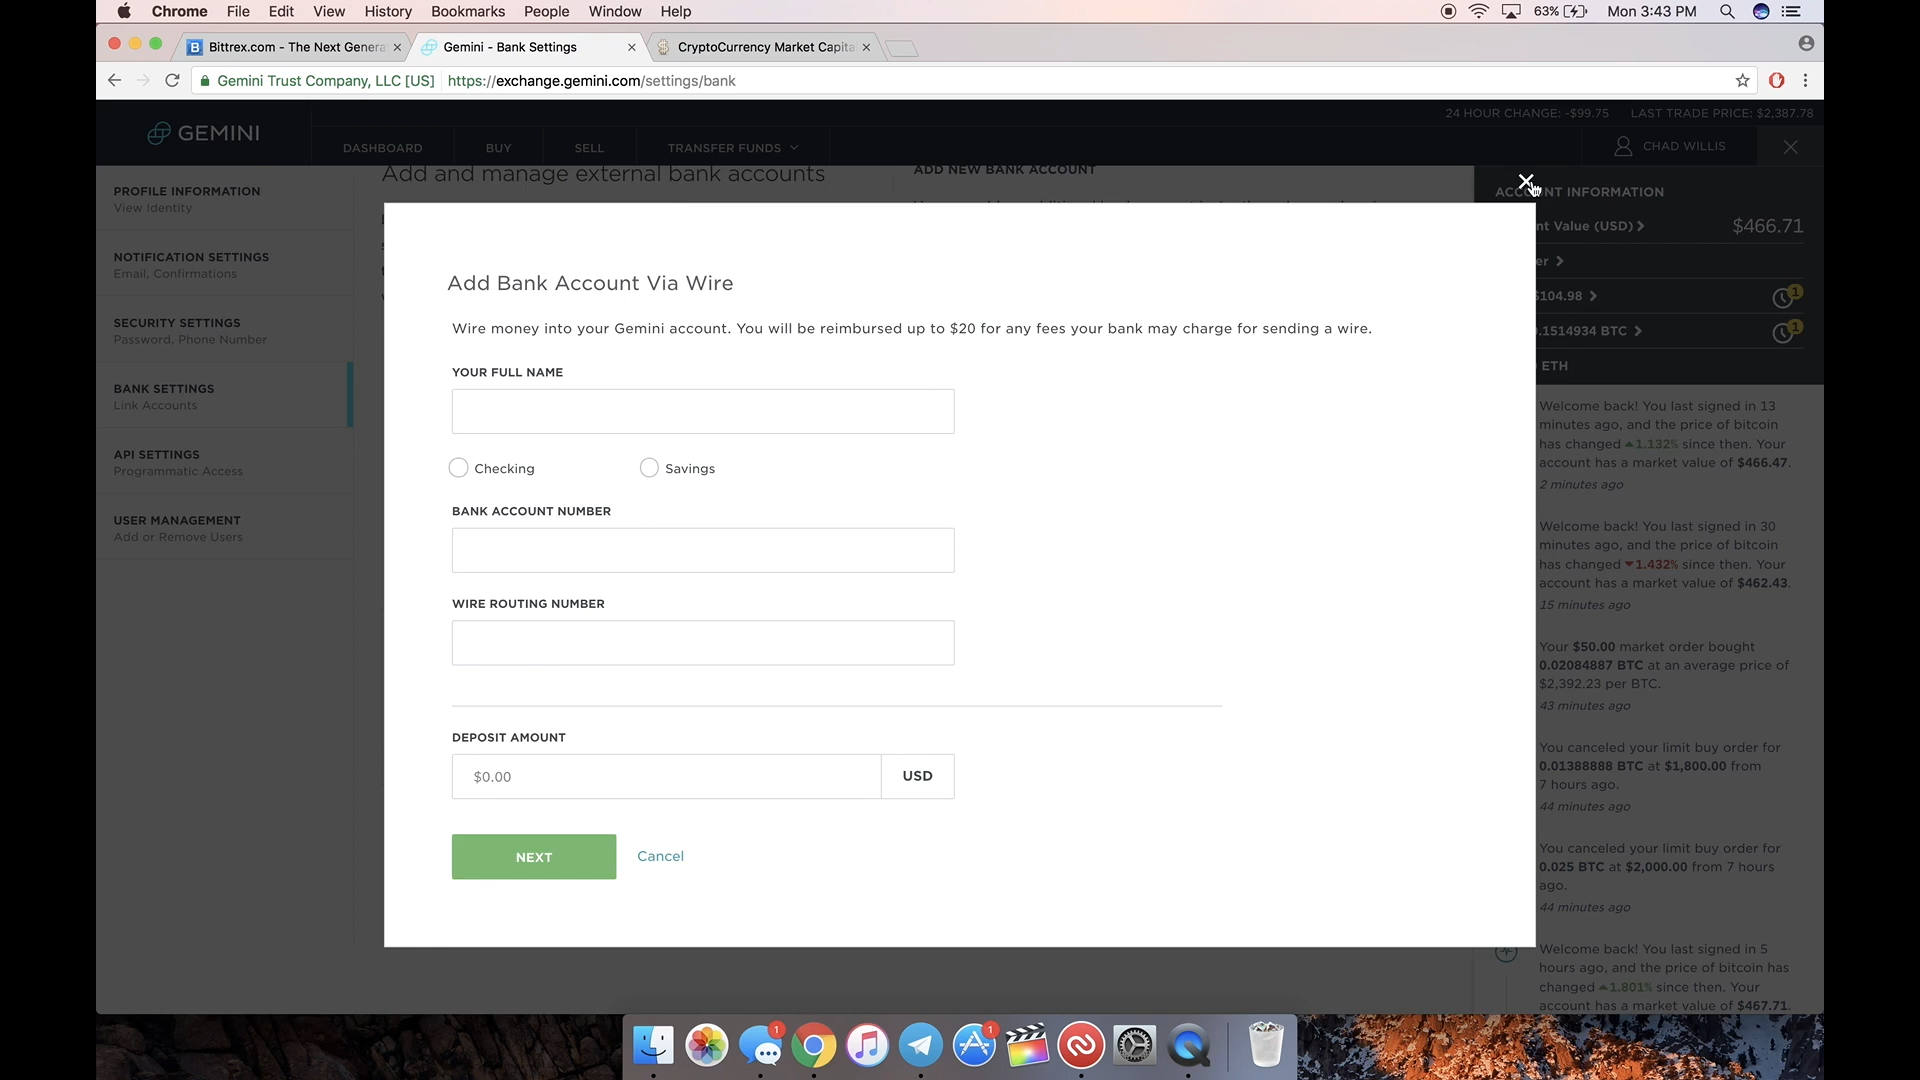 Chrome File Edit View History Bookmarks People Window Help 63% Mon 3:43 PM
Bittrex.com - The Next Genera
Gemini - Bank Settings
CryptoCurrency Market Capita
Gemini Trust Company, LLC [US] https://exchange.gemini.com/settings/bank
24 HOUR CHANGE: -$99.75 LAST TRADE PRICE: $2,387.78
GEMINI
DASHBOARD BUY SELL TRANSFER FUNDS CHAD WILLIS
PROFILE INFORMATION
View Identity
NOTIFICATION SETTINGS
Email, Confirmations
SECURITY SETTINGS
Password, Phone Number
BANK SETTINGS
Link Accounts
API SETTINGS
Programmatic Access
USER MANAGEMENT
Add or Remove Users
Add and manage external bank accounts
ADD NEW BANK ACCOUNT
Add Bank Account Via Wire
Wire money into your Gemini account. You will be reimbursed up to $20 for any fees your bank may charge for sending a wire.
YOUR FULL NAME
Checking Savings
BANK ACCOUNT NUMBER
WIRE ROUTING NUMBER
DEPOSIT AMOUNT
$0.00 USD
NEXT Cancel
INFORMATION
nt Value (USD) $466.71
er
$104.98 1
.1514934 BTC 1
ETH
Welcome back! You last signed in 13
minutes ago, and the price of bitcoin
has changed 1.132% since then. Your
account has a market value of $466.47.
2 minutes ago
Welcome back! You last signed in 30
minutes ago, and the price of bitcoin
has changed 1.432% since then. Your
account has a market value of $462.43.
15 minutes ago
Your $50.00 market order bought
0.02084887 BTC at an average price of
$2,392.23 per BTC.
43 minutes ago
You canceled your limit buy order for
0.01388888 BTC at $1,800.00 from
7 hours ago.
44 minutes ago
You canceled your limit buy order for
0.025 BTC at $2,000.00 from 7 hours
ago.
44 minutes ago
Welcome back! You last signed in 5
hours ago, and the price of bitcoin has
changed 1.801% since then. Your
account has a market value of $467.71.
1 1